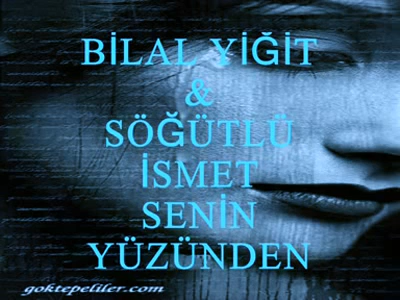 BİLAL YİĞİT
&
SÖĞÜTLÜ
İSMET
SENİN
YÜZÜNDEN
goktepeliler.com